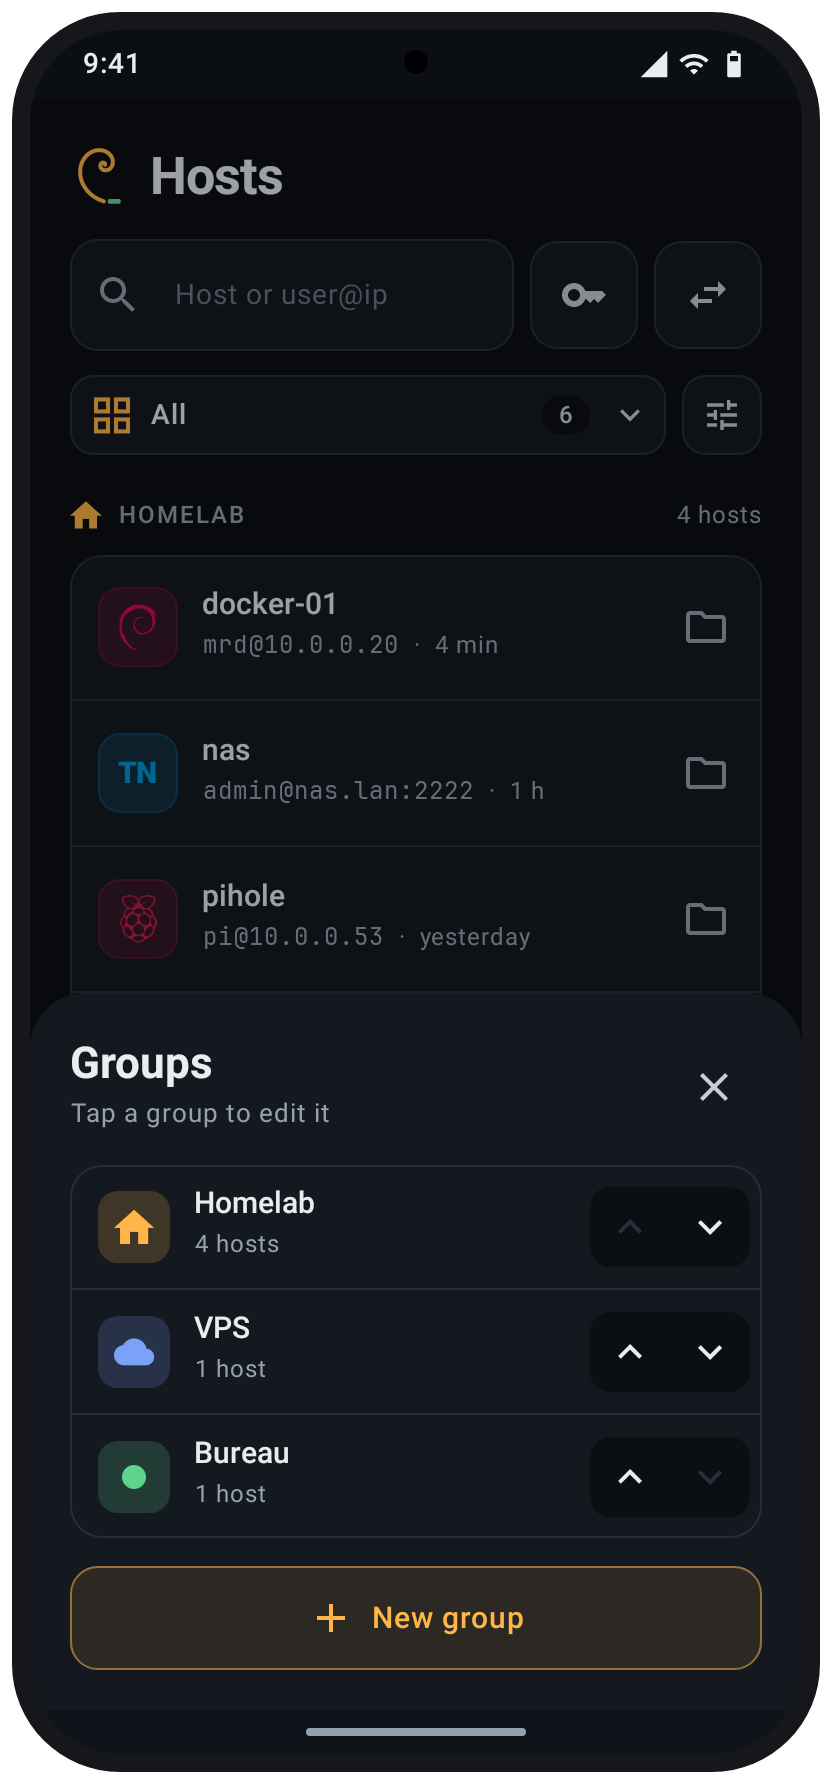 9:41
Hosts
Host or user@ip
All
6
HOMELAB
4 hosts
docker-01
mrd@10.0.0.20 · 4 min
TN
nas
admin@nas.lan:2222 · 1 h
pihole
pi@10.0.0.53 · yesterday
Groups
Tap a group to edit it
Homelab
4 hosts
VPS
1 host
Bureau
1 host
New group